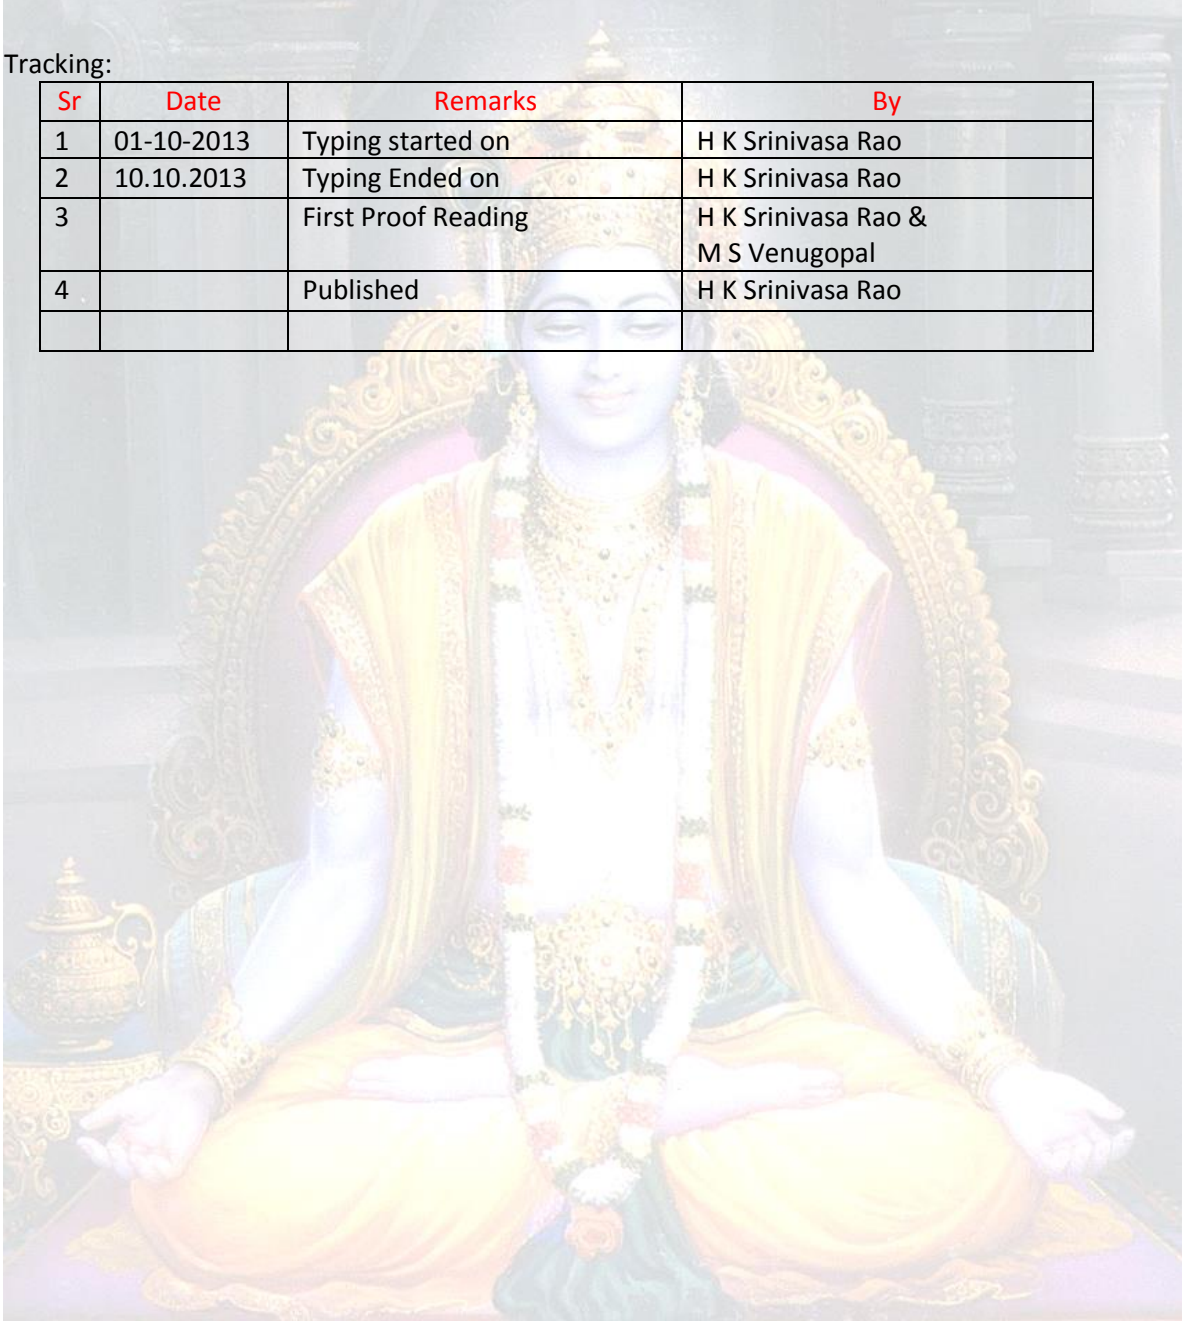 Tracking:
Sr Date Remarks By
1 01-10-2013 Typing started on H K Srinivasa Rao
2 10.10.2013 Typing Ended on H K Srinivasa Rao
3 First Proof Reading H K Srinivasa Rao &
M S Venugopal
4 Published H K Srinivasa Rao